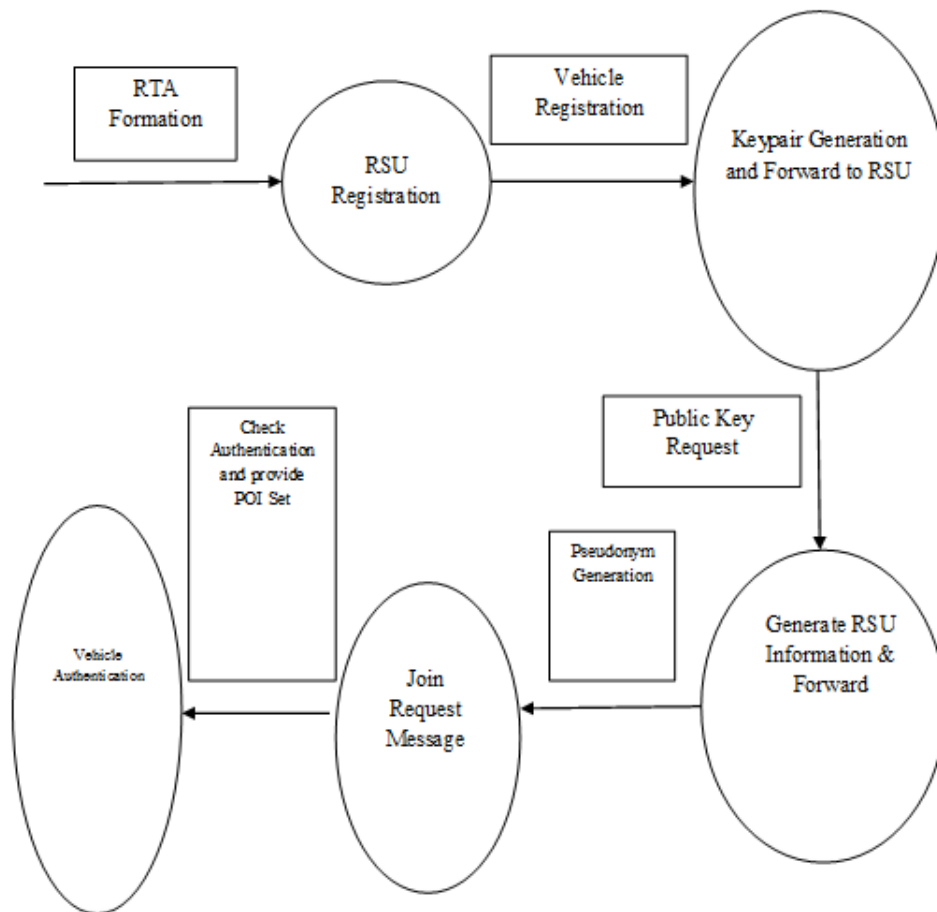 RTA
Formation
RSU
Registration
Vehicle
Registration
Keypair Generation
and Forward to RSU
Public Key
Request
Generate RSU
Information &
Forward
Pseudonym
Generation
Join
Request
Message
Check
Authentication
and provide
POI Set
Vehicle
Authentication